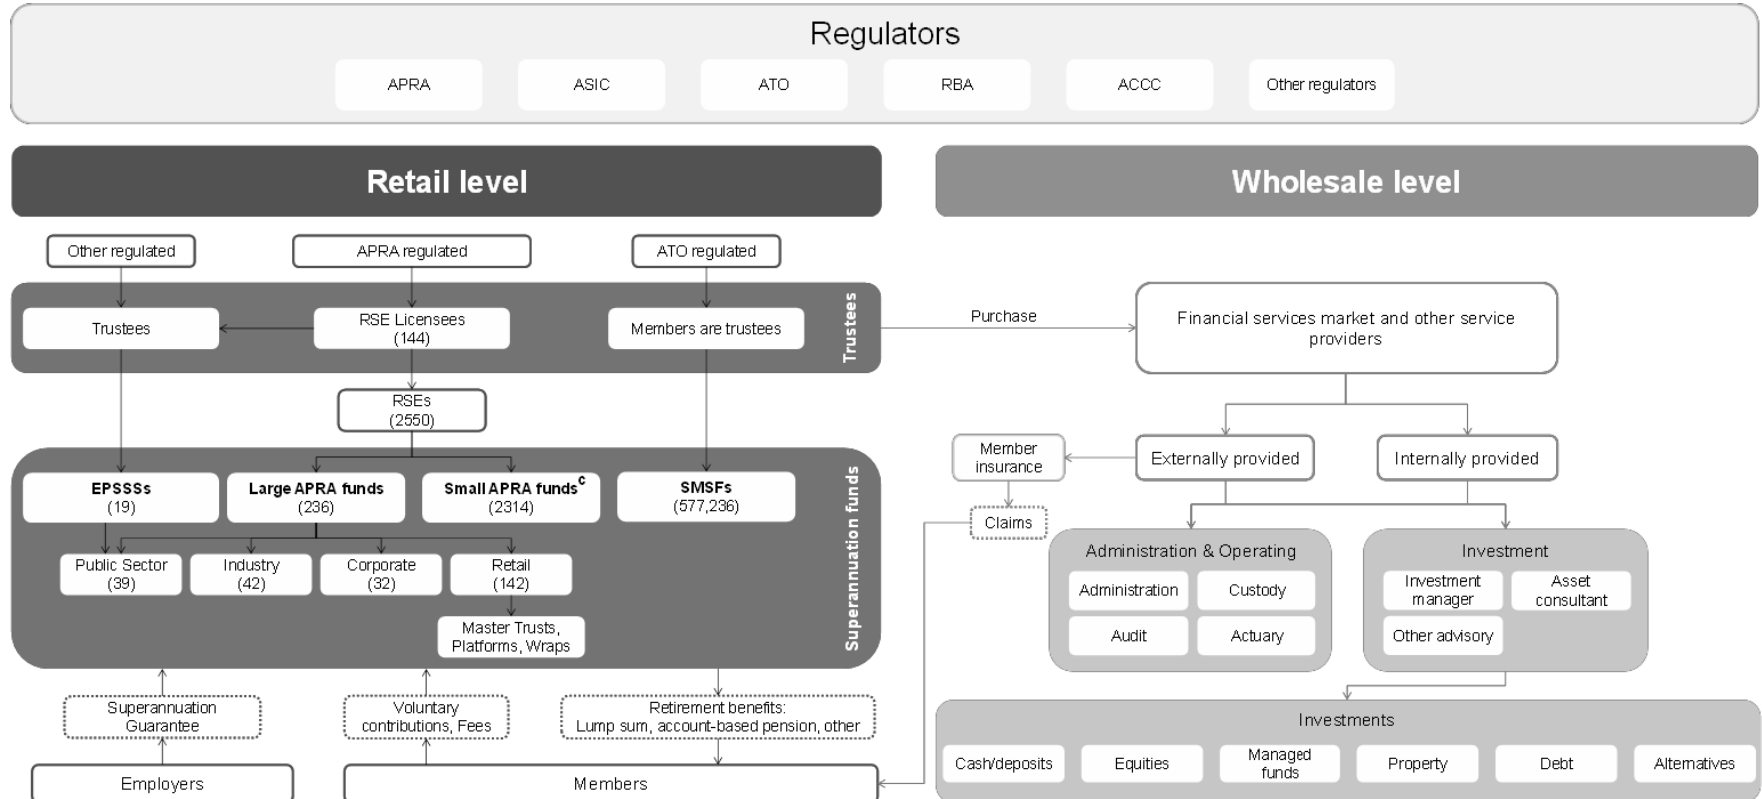 Regulators
APRA
ASIC
ATO
RBA
ACCC
Other regulators
Retail level
Wholesale level
Other regulated
APRA regulated
ATO regulated
Trustees
RSE Licensees
(144)
Members are trustees
Trustees
Purchase
Financial services market and other service
providers
RSEs
(2550)
Member
insurance
Externally provided
Internally provided
EPSSSs
(19)
Large APRA funds
(236)
Small APRA fundsᶜ
(2314)
SMSFs
(577,236)
Superannuation funds
Claims
Public Sector
(39)
Industry
(42)
Corporate
(32)
Retail
(142)
Master Trusts,
Platforms, Wraps
Administration & Operating
Administration
Custody
Audit
Actuary
Investment
Investment
manager
Asset
consultant
Other advisory
Superannuation
Guarantee
Voluntary
contributions, Fees
Retirement benefits:
Lump sum, account-based pension, other
Employers
Members
Investments
Cash/deposits
Equities
Managed
funds
Property
Debt
Alternatives